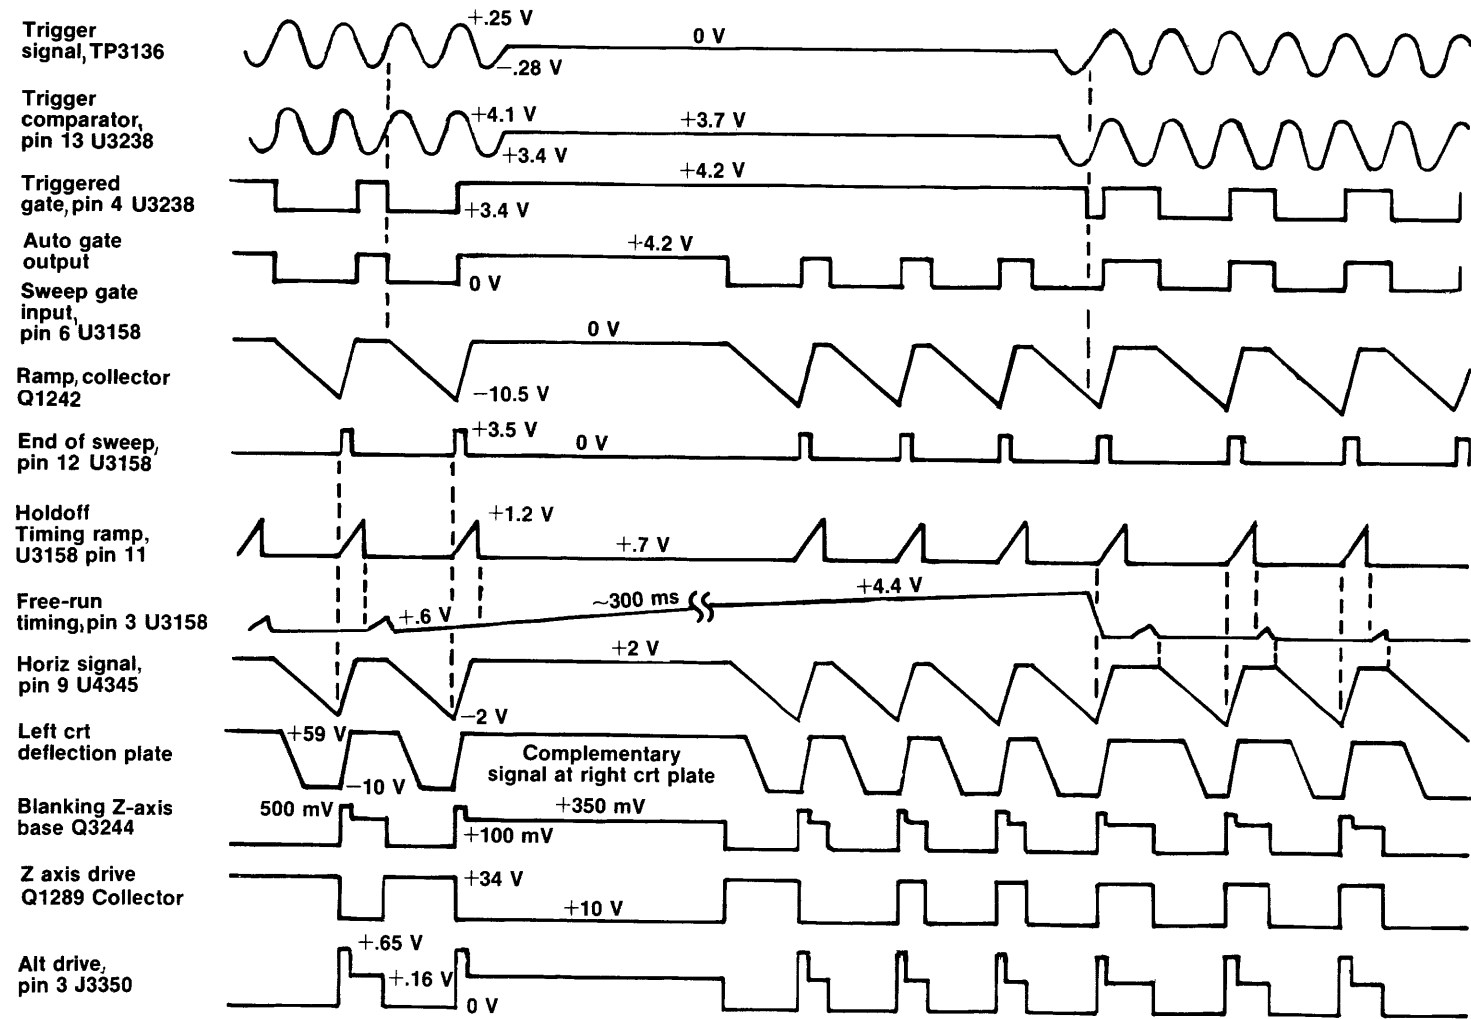 Trigger
signal, TP3136
+.25 V
-.28 V
0 V
Trigger
comparator,
pin 13 U3238
+4.1 V
+3.4 V
+3.7 V
Triggered
gate, pin 4 U3238
+4.2 V
+3.4 V
Auto gate
output
+4.2 V
0 V
Sweep gate
input,
pin 6 U3158
0 V
Ramp, collector
Q1242
-10.5 V
End of sweep,
pin 12 U3158
+3.5 V
0 V
Holdoff
Timing ramp,
U3158 pin 11
+1.2 V
+.7 V
Free-run
timing, pin 3 U3158
+.6 V
~300 ms
+4.4 V
Horiz signal,
pin 9 U4345
+2 V
-2 V
Left crt
deflection plate
+59 V
-10 V
Complementary
signal at right crt plate
Blanking Z-axis
base Q3244
500 mV
+350 mV
+100 mV
Z axis drive
Q1289 Collector
+34 V
+10 V
Alt drive,
pin 3 J3350
+.65 V
+.16 V
0 V